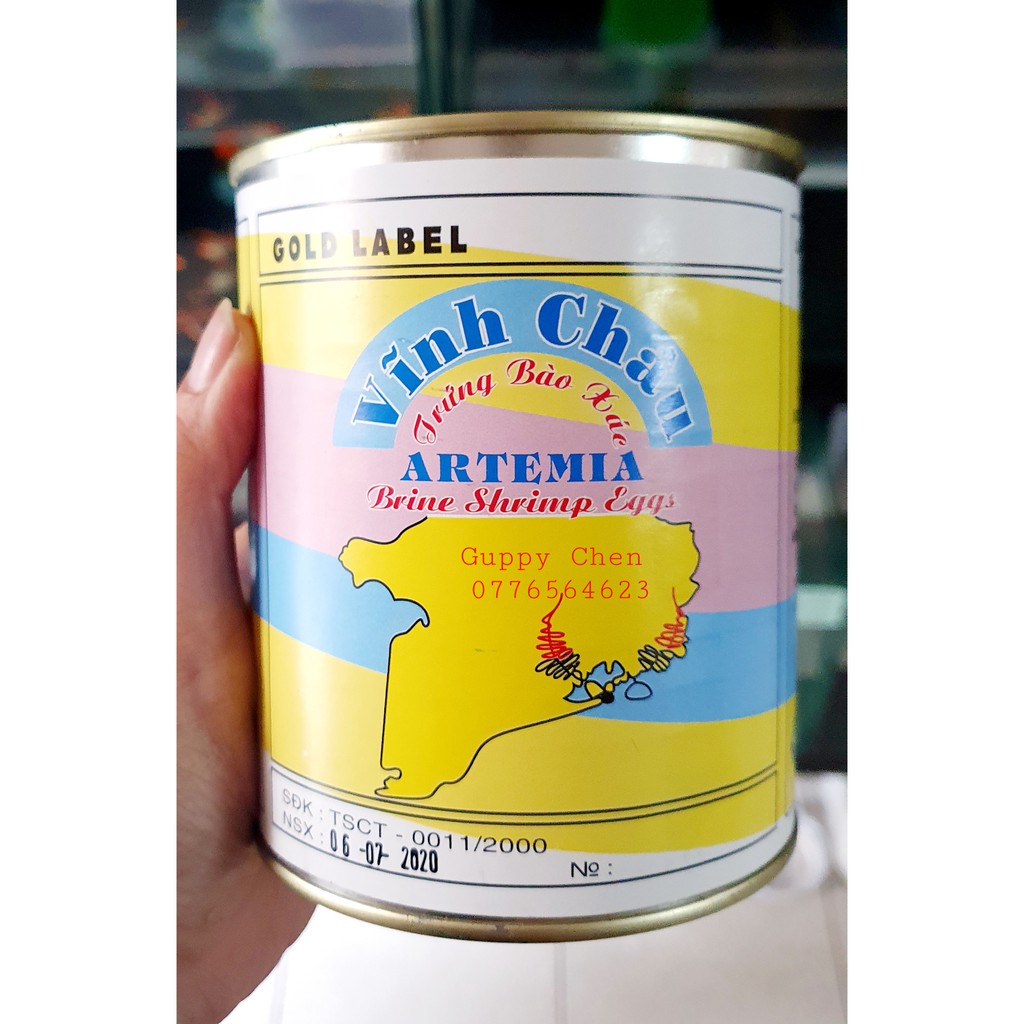 GOLD LABEL
Vĩnh Châu
Trứng Bào Xác
ARTEMIA
Brine Shrimp Eggs
Guppy Chen
0776564623
SĐK : TSCT - 0011/2000
NSX : 06 -07- 2020
No :